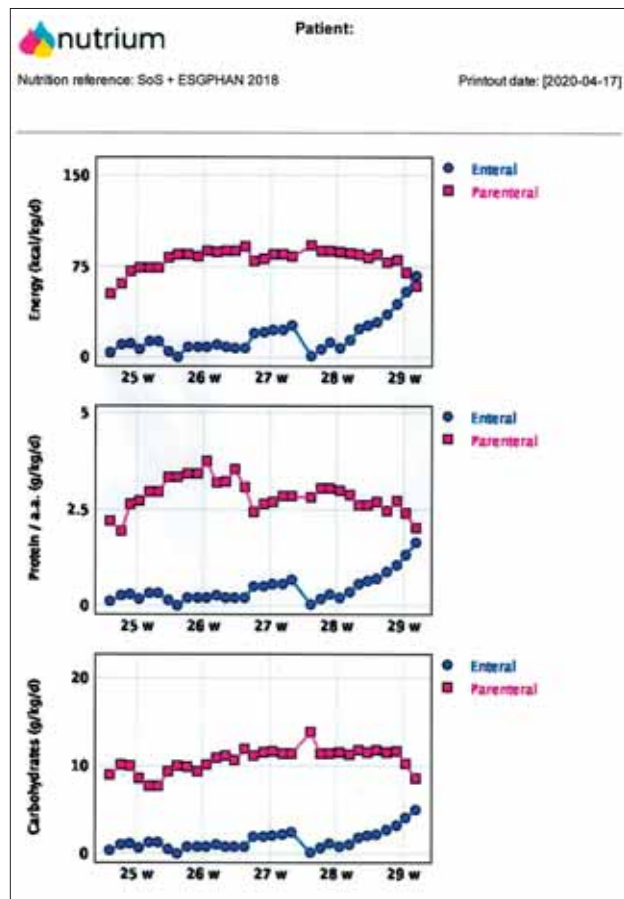 Patient:
nutrium
Nutrition reference: SoS + ESGPHAN 2018 Printout date: [2020-04-17]
150
75
0
Energy (kcal/kg/d)
25 w 26 w 27 w 28 w 29 w
Enteral
Parenteral
5
2.5
0
Protein / a.a. (g/kg/d)
25 w 26 w 27 w 28 w 29 w
Enteral
Parenteral
20
10
0
Carbohydrates (g/kg/d)
25 w 26 w 27 w 28 w 29 w
Enteral
Parenteral